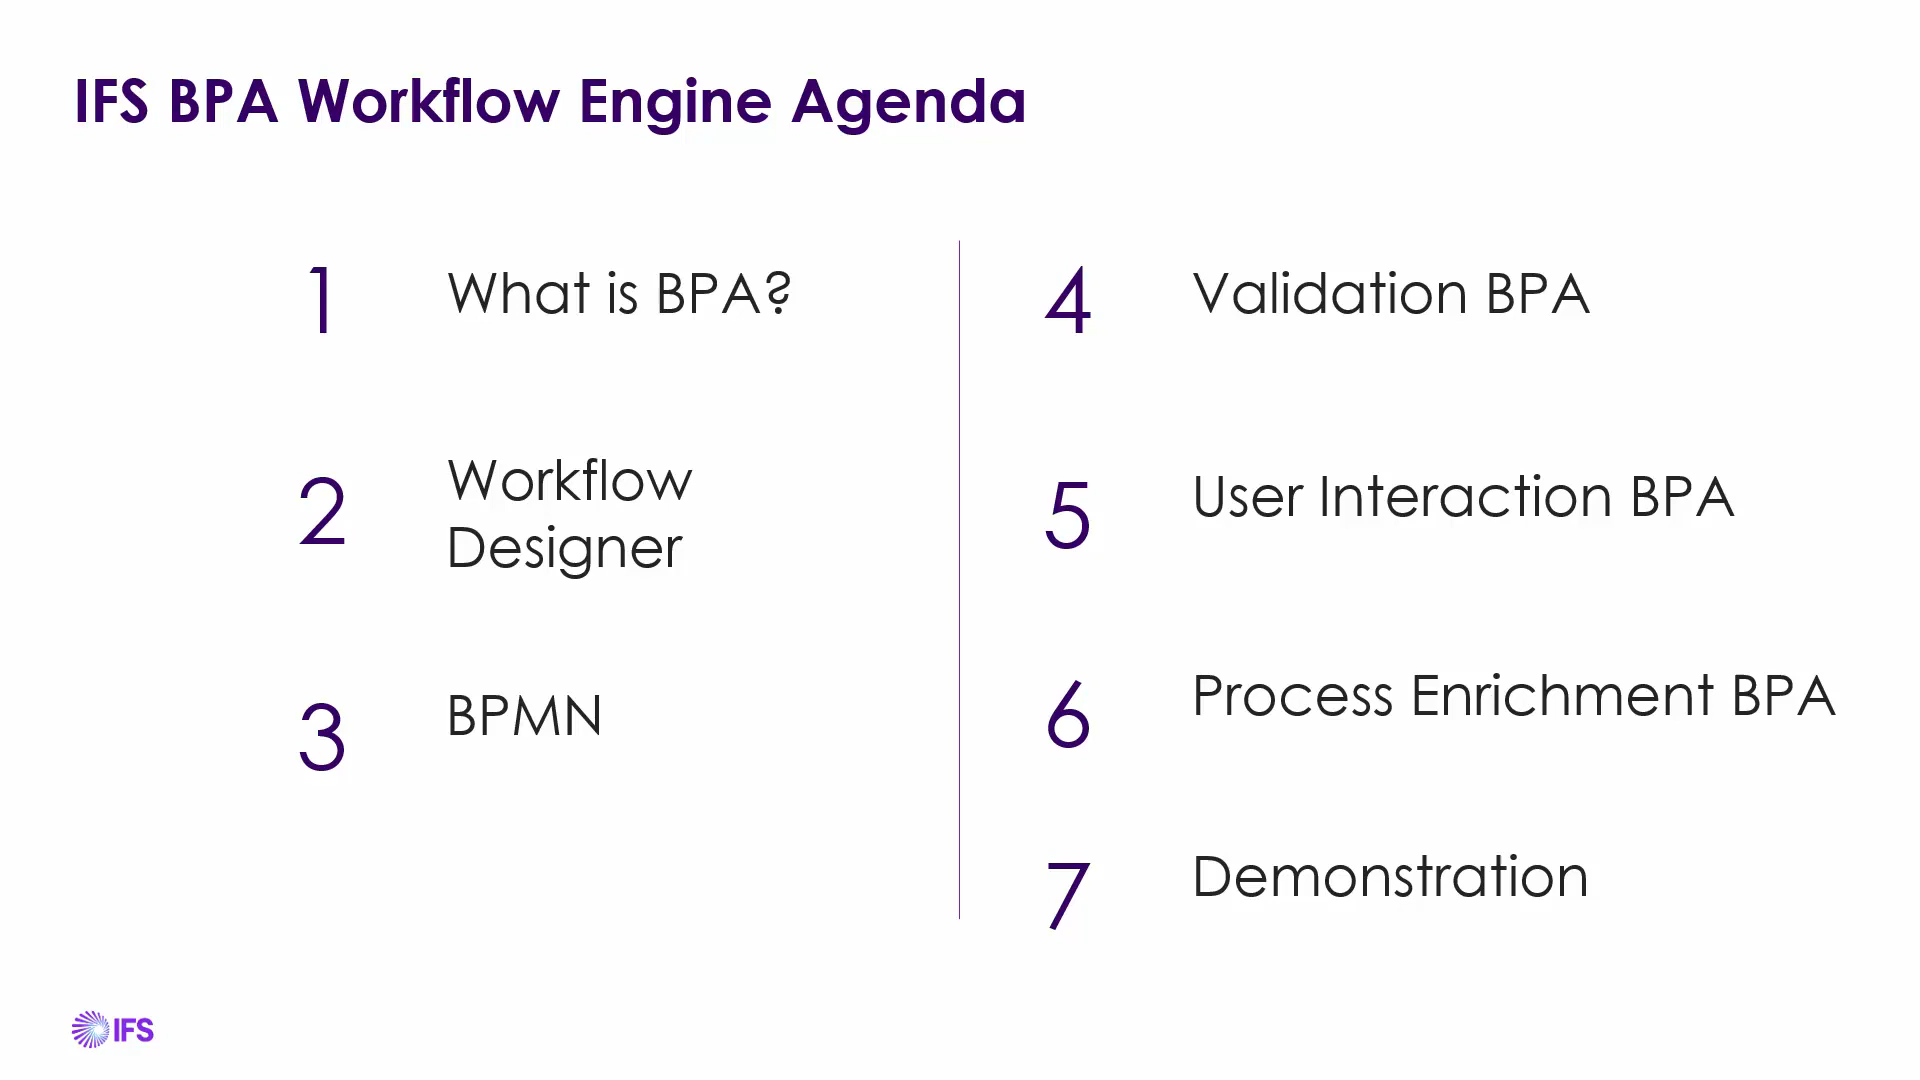 IFS BPA Workflow Engine Agenda
1 What is BPA?
2 Workflow
Designer
3 BPMN
4 Validation BPA
5 User Interaction BPA
6 Process Enrichment BPA
7 Demonstration
IFS